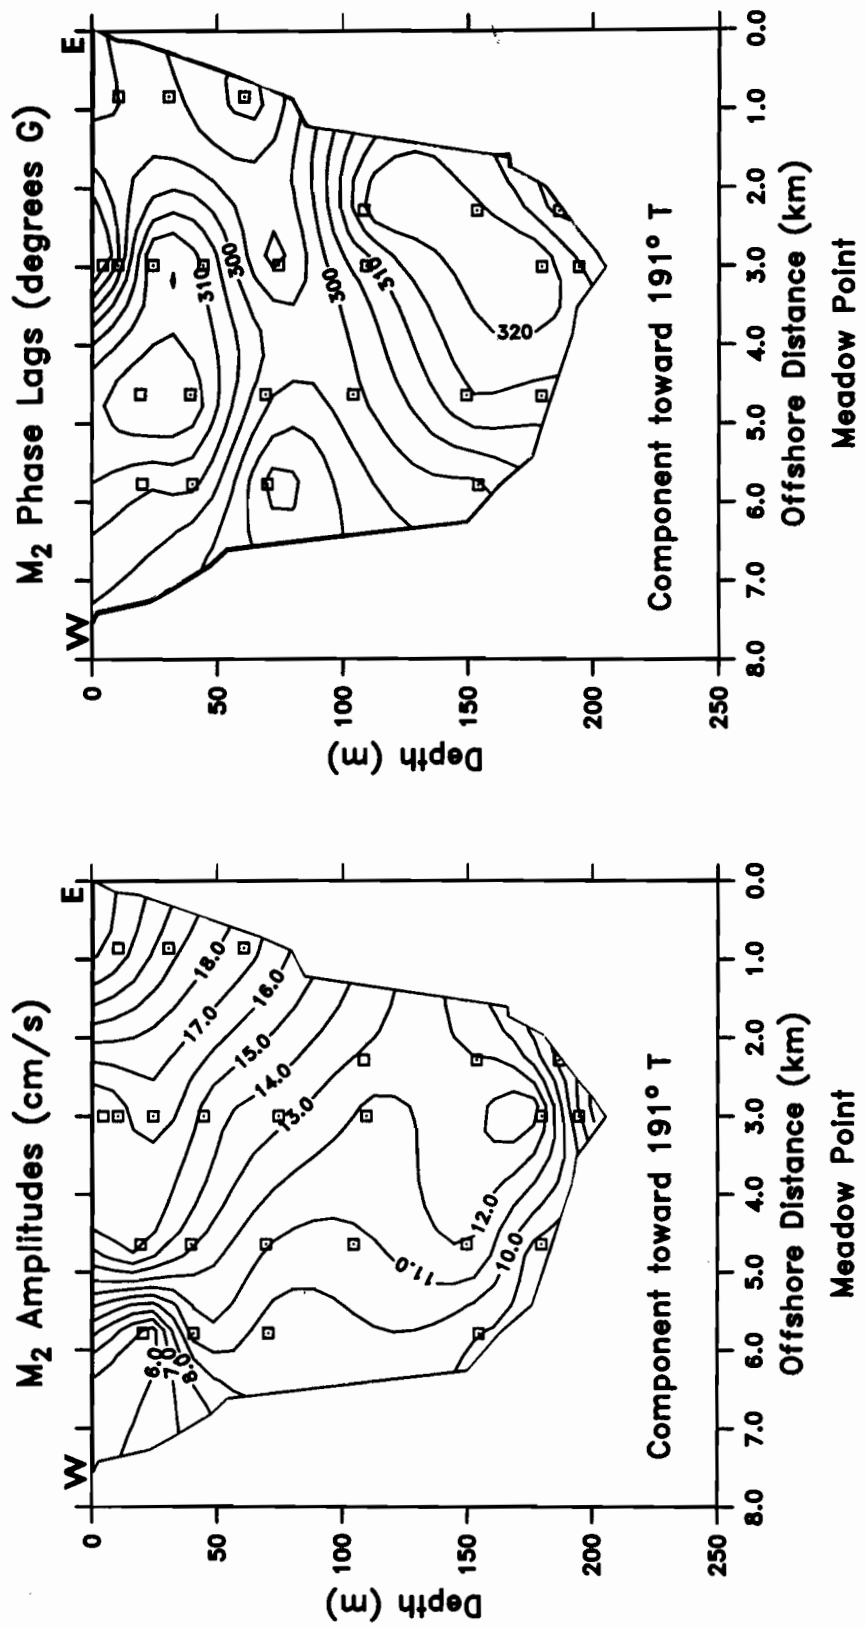 M2 Amplitudes (cm/s)
W
E
0
50
100
150
200
250
Depth (m)
18.0
17.0
16.0
15.0
14.0
13.0
12.0
11.0
10.0
6.0
7.0
8.0
Component toward 191° T
8.0 7.0 6.0 5.0 4.0 3.0 2.0 1.0 0.0
Offshore Distance (km)
Meadow Point
M2 Phase Lags (degrees G)
W
E
0
50
100
150
200
250
Depth (m)
310
300
300
310
320
Component toward 191° T
8.0 7.0 6.0 5.0 4.0 3.0 2.0 1.0 0.0
Offshore Distance (km)
Meadow Point